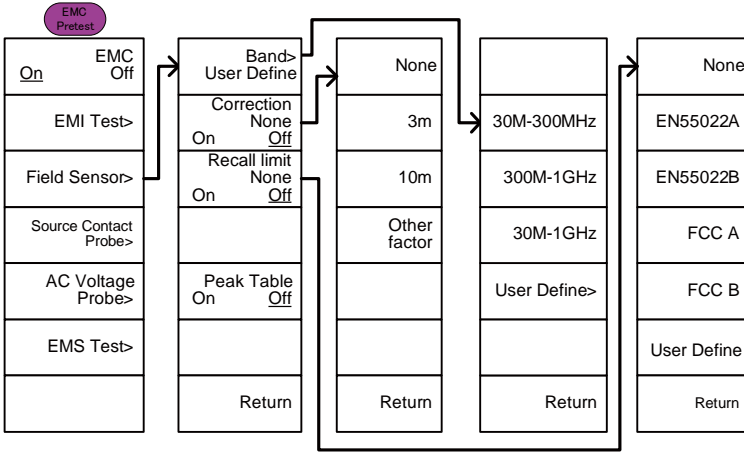 EMC
Pretest
EMC
On Off
EMI Test>
Field Sensor>
Source Contact
Probe>
AC Voltage
Probe>
EMS Test>
Band>
User Define
Correction
None
On Off
Recall limit
None
On Off
Peak Table
On Off
Return
None
3m
10m
Other
factor
Return
30M-300MHz
300M-1GHz
30M-1GHz
User Define>
Return
None
EN55022A
EN55022B
FCC A
FCC B
User Define
Return